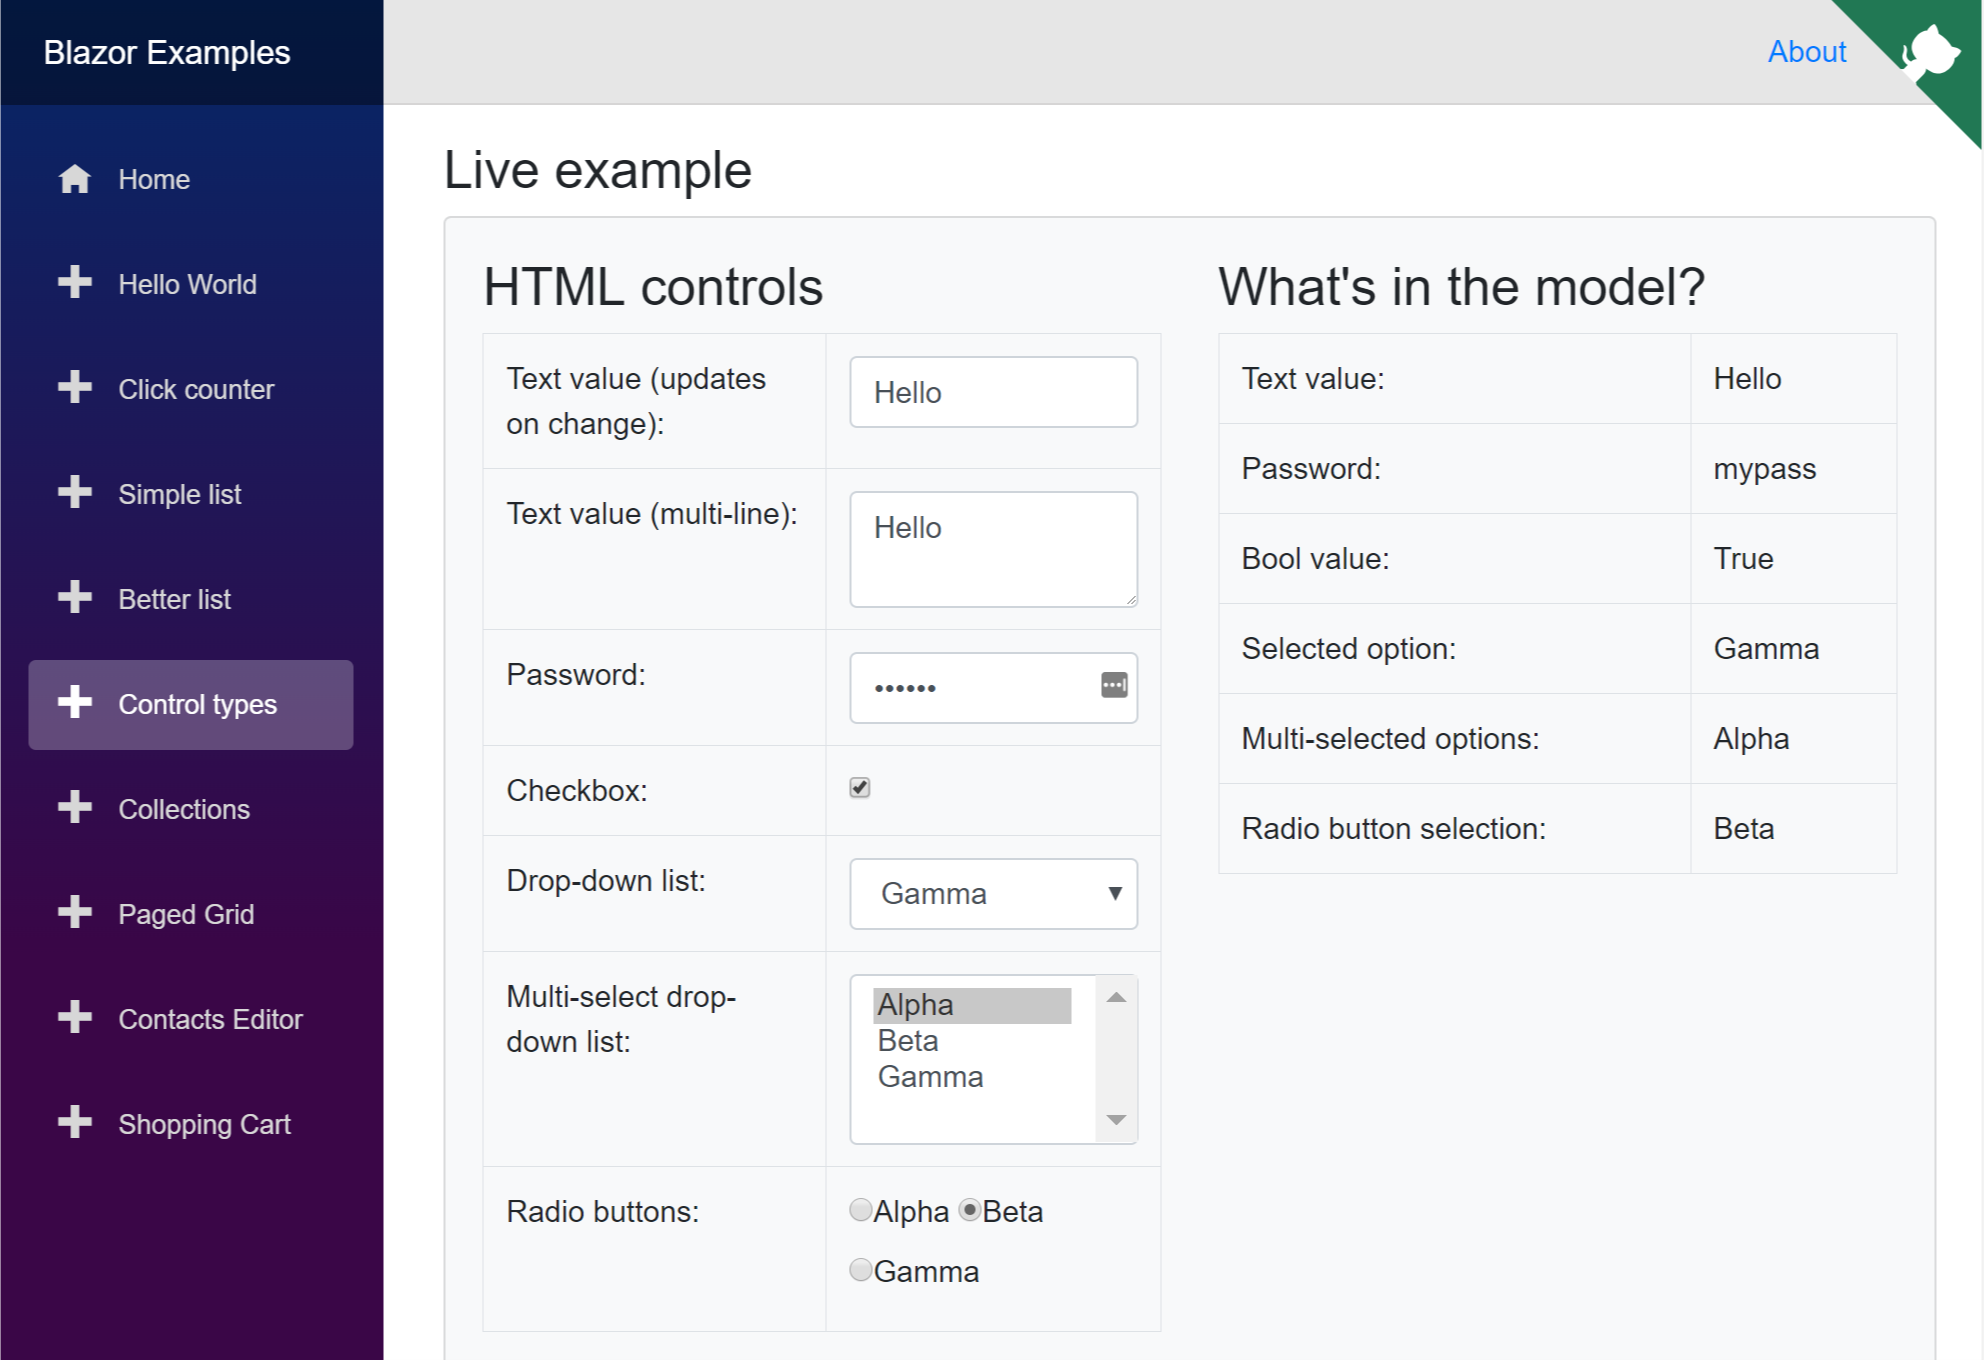 Blazor Examples
About
Home
Hello World
Click counter
Simple list
Better list
Control types
Collections
Paged Grid
Contacts Editor
Shopping Cart
Live example
HTML controls
Text value (updates
on change):
Hello
Text value (multi-line):
Hello
Password:
••••••
Checkbox:
Drop-down list:
Gamma
Multi-select drop-
down list:
Alpha
Beta
Gamma
Radio buttons:
Alpha Beta
Gamma
What's in the model?
Text value: Hello
Password: mypass
Bool value: True
Selected option: Gamma
Multi-selected options: Alpha
Radio button selection: Beta